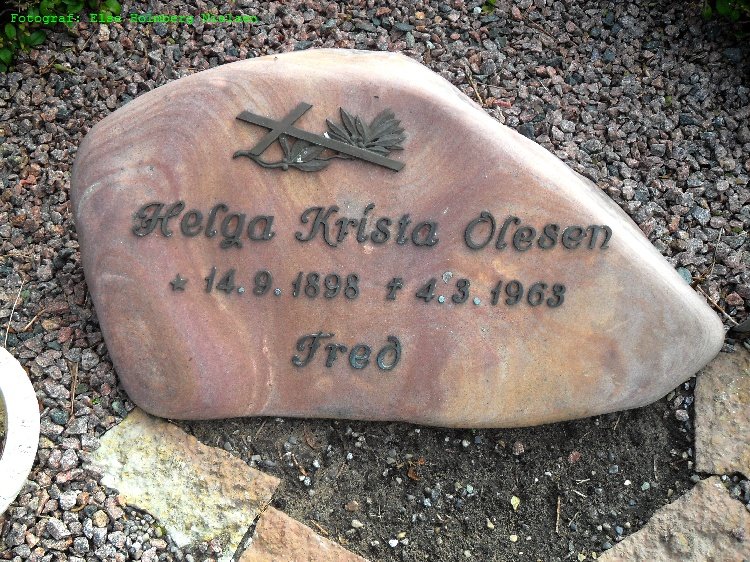 Fotograf: Else Holmberg Nielsen
Helga Krista Olesen
* 14.9.1898 † 4.3.1963
Fred